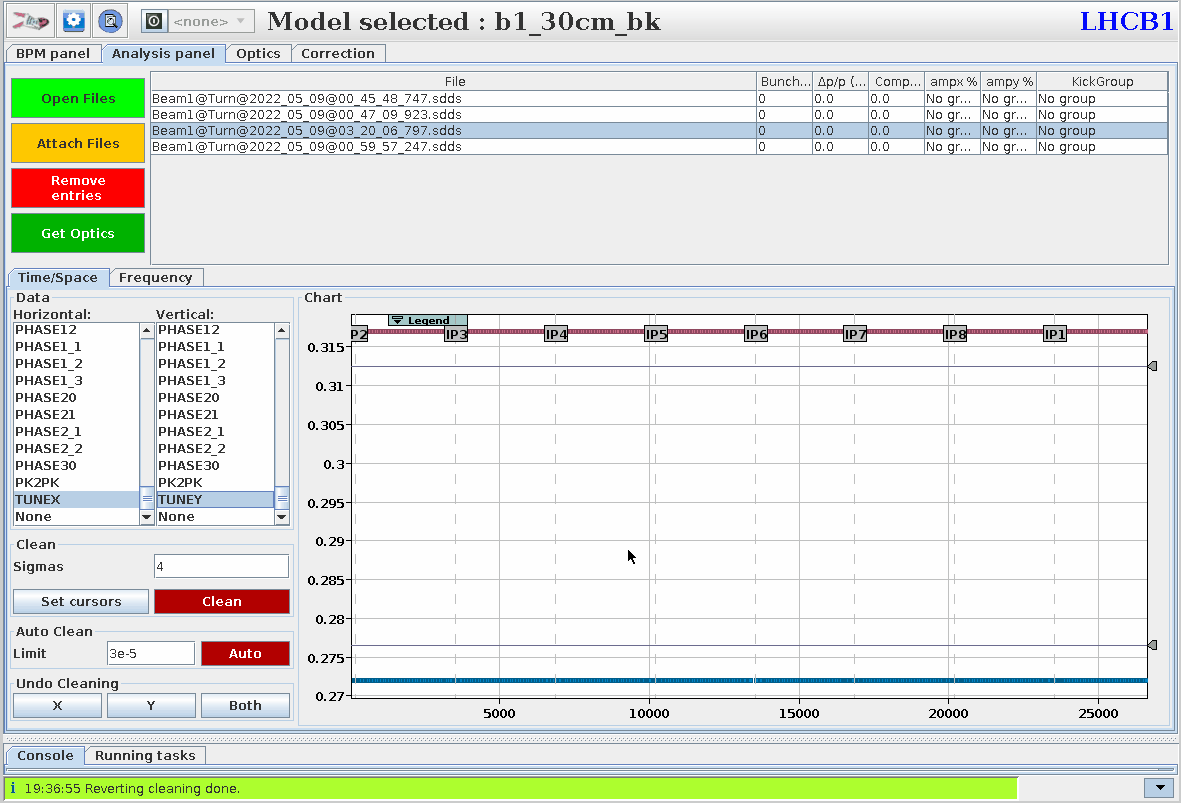 <none> Model selected : b1_30cm_bk LHCB1
BPM panel Analysis panel Optics Correction
Open Files
Attach Files
Remove
entries
Get Optics
File Bunch... Δp/p (... Comp... ampx % ampy % KickGroup
Beam1@Turn@2022_05_09@00_45_48_747.sdds 0 0.0 0.0 No gr... No gr... No group
Beam1@Turn@2022_05_09@00_47_09_923.sdds 0 0.0 0.0 No gr... No gr... No group
Beam1@Turn@2022_05_09@03_20_06_797.sdds 0 0.0 0.0 No gr... No gr... No group
Beam1@Turn@2022_05_09@00_59_57_247.sdds 0 0.0 0.0 No gr... No gr... No group
Time/Space Frequency
Data
Horizontal: Vertical:
PHASE12 PHASE12
PHASE1_1 PHASE1_1
PHASE1_2 PHASE1_2
PHASE1_3 PHASE1_3
PHASE20 PHASE20
PHASE21 PHASE21
PHASE2_1 PHASE2_1
PHASE2_2 PHASE2_2
PHASE30 PHASE30
PK2PK PK2PK
TUNEX TUNEY
None None
Clean
Sigmas 4
Set cursors Clean
Auto Clean
Limit 3e-5 Auto
Undo Cleaning
X Y Both
Chart
Legend
P2 IP3 IP4 IP5 IP6 IP7 IP8 IP1
0.315
0.31
0.305
0.3
0.295
0.29
0.285
0.28
0.275
0.27
5000 10000 15000 20000 25000
Console Running tasks
i 19:36:55 Reverting cleaning done.